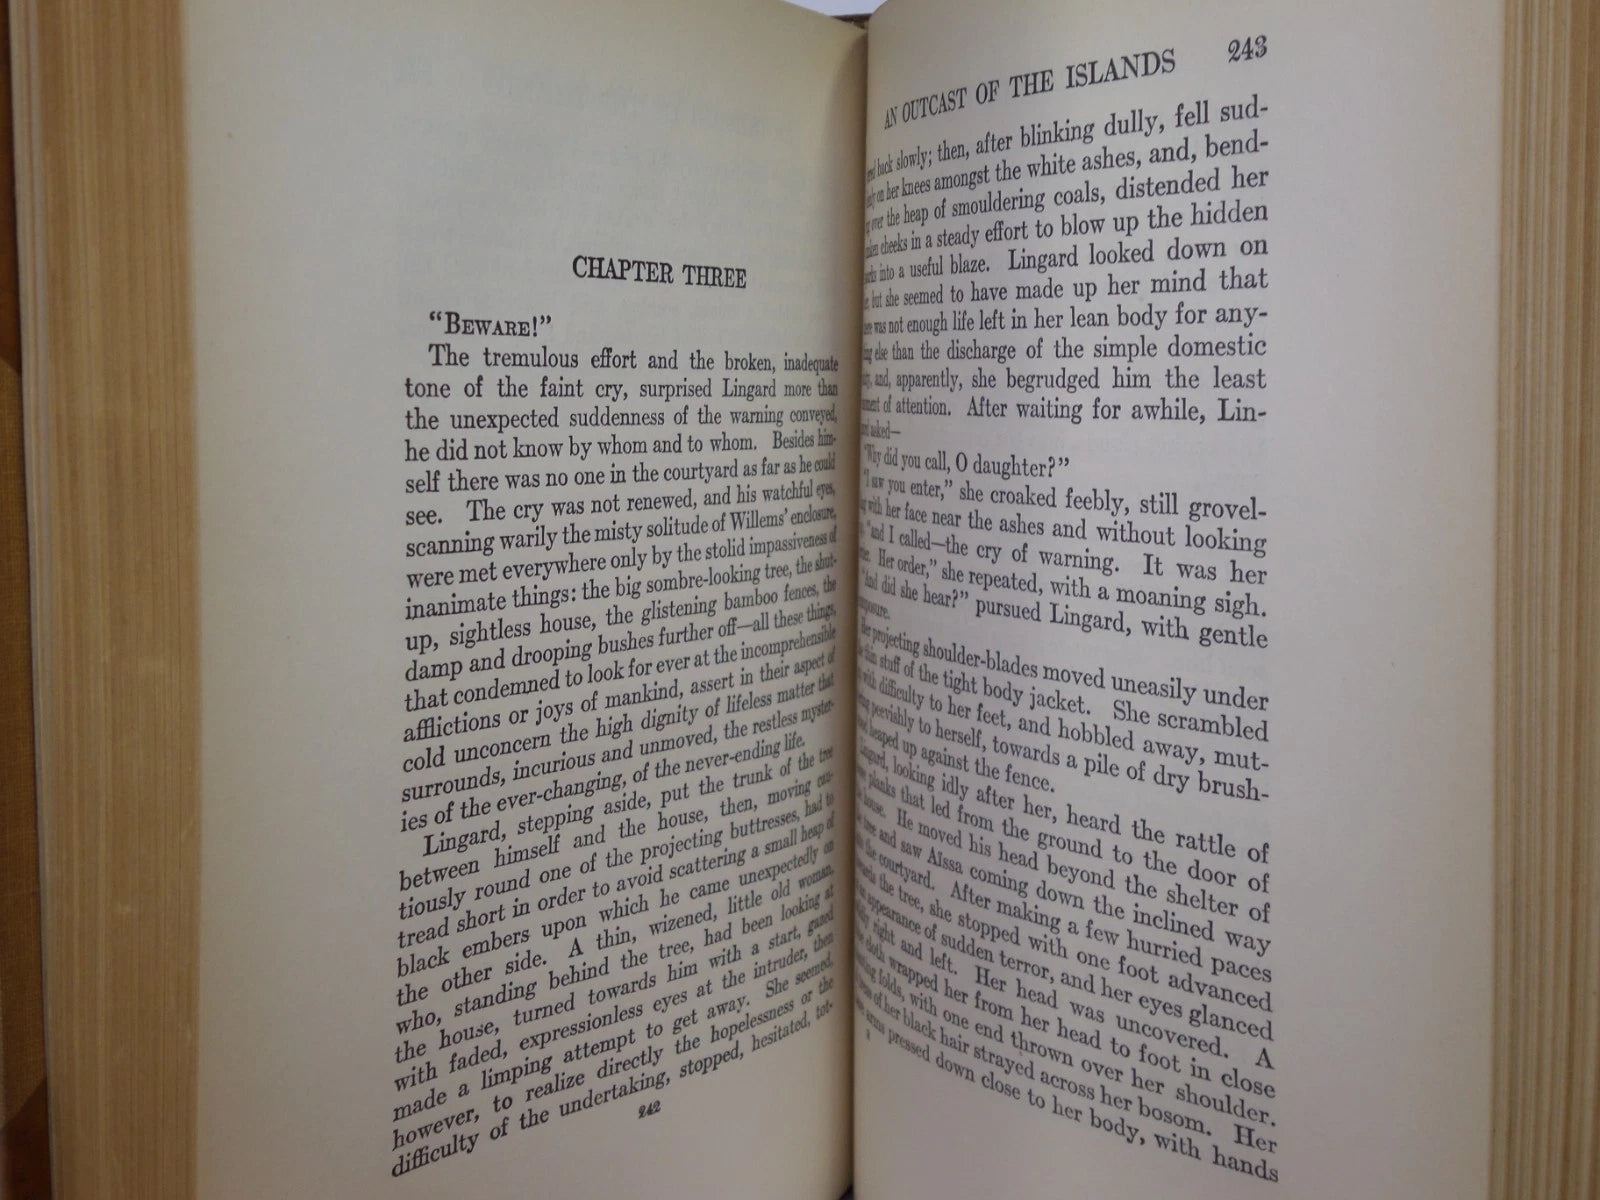 CHAPTER THREE
“BEWARE!”
The tremulous effort and the broken, inadequate
tone of the faint cry, surprised Lingard more than
the unexpected suddenness of the warning conveyed,
he did not know by whom and to whom. Besides him-
self there was no one in the courtyard as far as he could
see. The cry was not renewed, and his watchful eyes,
scanning warily the misty solitude of Willems’ enclosure,
were met everywhere only by the stolid impassiveness of
inanimate things: the big sombre-looking tree, the shut-
up, sightless house, the glistening bamboo fences, the
damp and drooping bushes further off—all these things,
that condemned to look for ever at the incomprehensible
afflictions or joys of mankind, assert in their aspect of
cold unconcern the high dignity of lifeless matter that
surrounds, incurious and unmoved, the restless myster-
ies of the ever-changing, of the never-ending life.
Lingard, stepping aside, put the trunk of the tree
between himself and the house, then, moving cau-
tiously round one of the projecting buttresses, had to
tread short in order to avoid scattering a small heap of
black embers upon which he came unexpectedly on
the other side. A thin, wizened, little old woman,
who, standing behind the tree, had been looking at
the house, turned towards him with a start, gazed
with faded, expressionless eyes at the intruder, then
made a limping attempt to get away. She seemed,
however, to realize directly the hopelessness or the
difficulty of the undertaking, stopped, hesitated, tot-
242
AN OUTCAST OF THE ISLANDS 243
back slowly; then, after blinking dully, fell sud-
on her knees amongst the white ashes, and, bend-
over the heap of smouldering coals, distended her
cheeks in a steady effort to blow up the hidden
into a useful blaze. Lingard looked down on
but she seemed to have made up her mind that
was not enough life left in her lean body for any-
else than the discharge of the simple domestic
and, apparently, she begrudged him the least
of attention. After waiting for awhile, Lin-
asked—
“Why did you call, O daughter?”
“I saw you enter,” she croaked feebly, still grovel-
with her face near the ashes and without looking
“and I called—the cry of warning. It was her
Her order,” she repeated, with a moaning sigh.
“And did she hear?” pursued Lingard, with gentle
Her projecting shoulder-blades moved uneasily under
thin stuff of the tight body jacket. She scrambled
with difficulty to her feet, and hobbled away, mut-
peevishly to herself, towards a pile of dry brush-
heaped up against the fence.
Lingard, looking idly after her, heard the rattle of
planks that led from the ground to the door of
house. He moved his head beyond the shelter of
tree and saw Aïssa coming down the inclined way
the courtyard. After making a few hurried paces
the tree, she stopped with one foot advanced
appearance of sudden terror, and her eyes glanced
right and left. Her head was uncovered. A
cloth wrapped her from her head to foot in close
folds, with one end thrown over her shoulder.
of her black hair strayed across her bosom. Her
arms pressed down close to her body, with hands